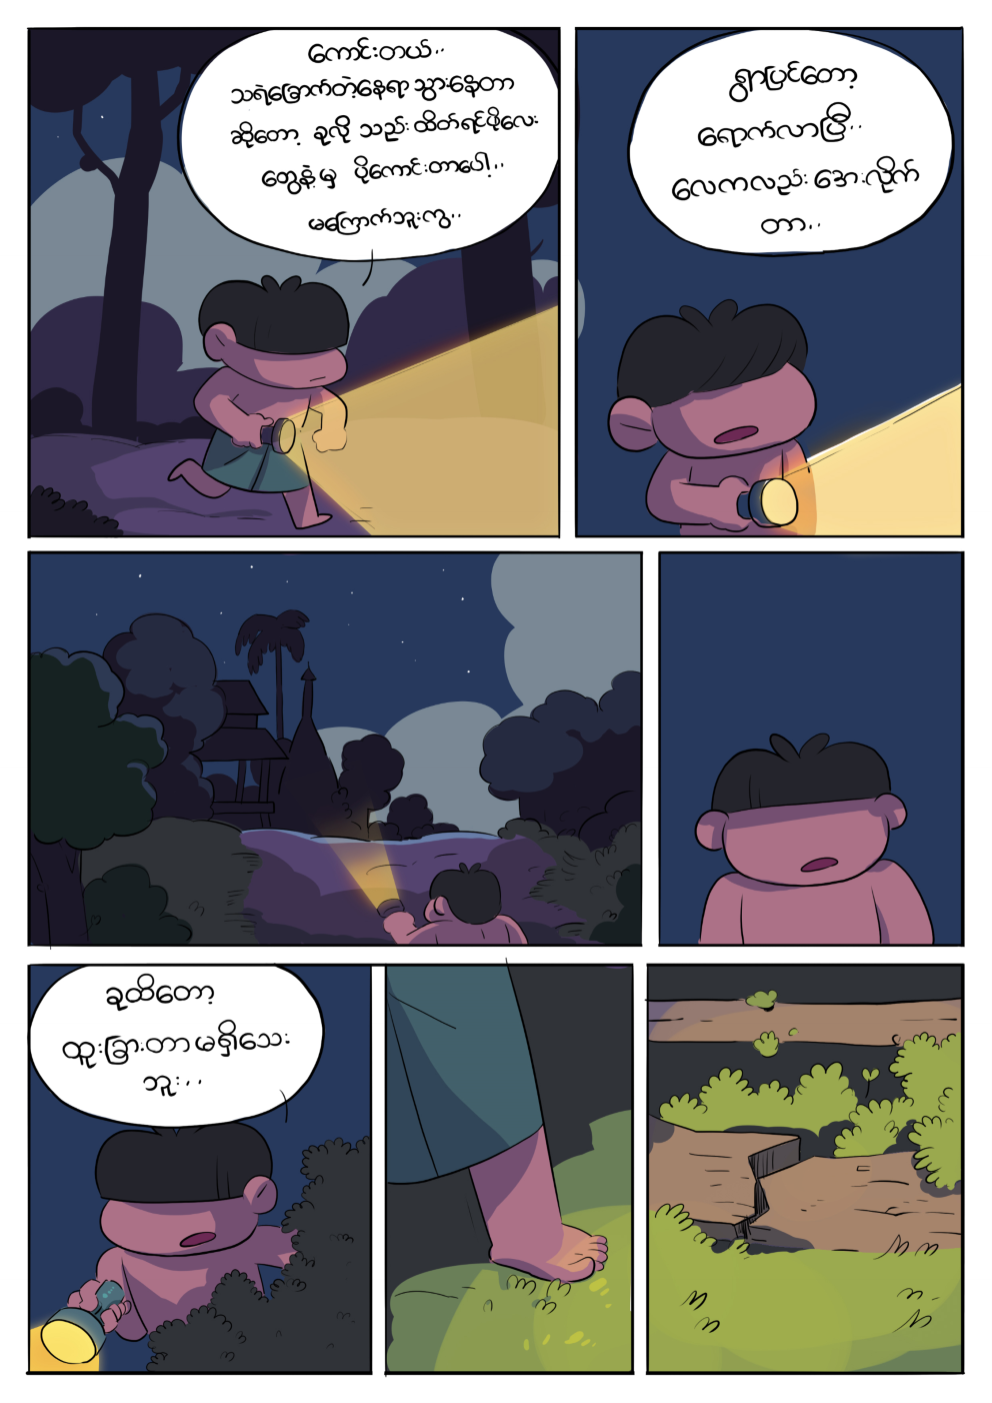 ကောင်းတယ်..
သရဲခြောက်တဲ့နေရာ သွားနေတာ
ဆိုတော့ ခုလို သည်းထိတ်ရင်ဖိုလေး
တွေနဲ့မှ ပိုကောင်းတာပေါ့..
မကြောက်ဘူးကွ..
ရွာပြင်တော့
ရောက်လာပြီ..
လေကလည်း အေးလိုက်
တာ..
ခုထိတော့
ထူးခြားတာ မရှိသေး
ဘူး..